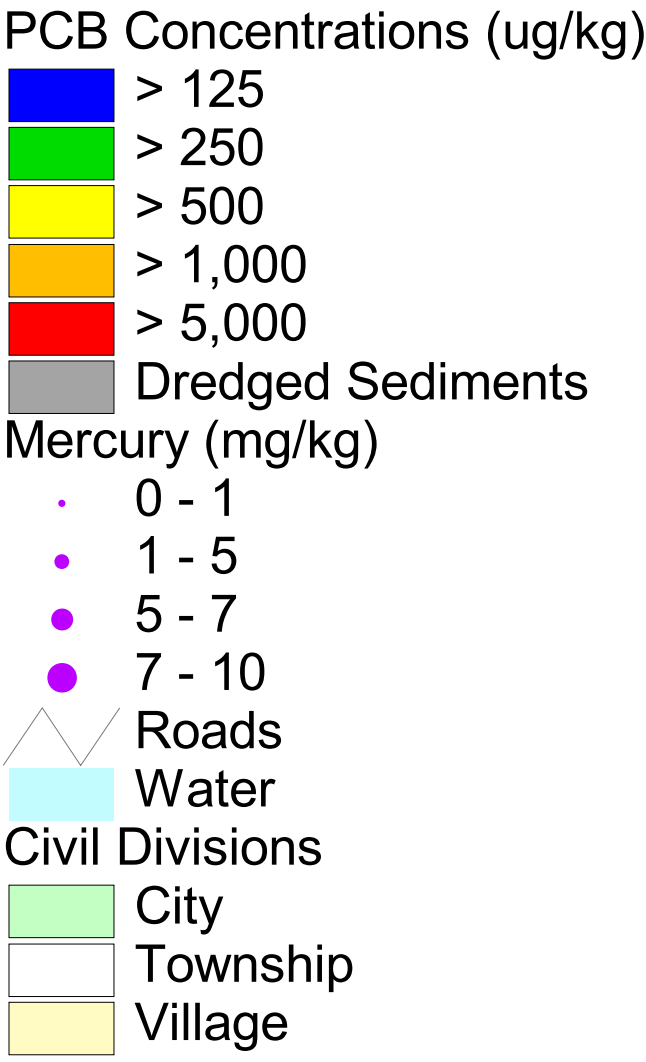 PCB Concentrations (ug/kg)
> 125
> 250
> 500
> 1,000
> 5,000
Dredged Sediments
Mercury (mg/kg)
0 - 1
1 - 5
5 - 7
7 - 10
Roads
Water
Civil Divisions
City
Township
Village